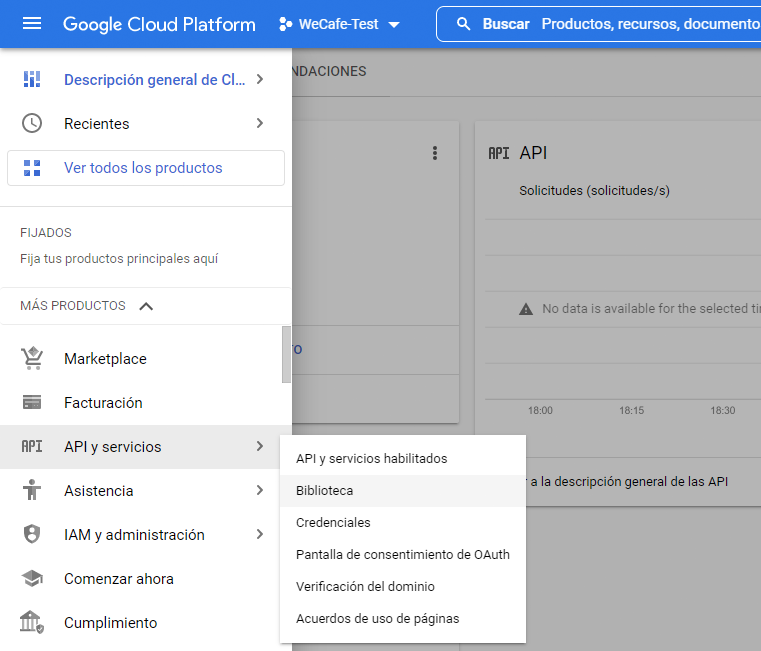 Google Cloud Platform
WeCafe-Test
Buscar Productos, recursos, documento
Descripción general de Cl...
Recientes
Ver todos los productos
FIJADOS
Fija tus productos principales aquí
MÁS PRODUCTOS
Marketplace
Facturación
API API y servicios
Asistencia
IAM y administración
Comenzar ahora
Cumplimiento
API y servicios habilitados
Biblioteca
Credenciales
Pantalla de consentimiento de OAuth
Verificación del dominio
Acuerdos de uso de páginas
NDACIONES
API API
Solicitudes (solicitudes/s)
No data is available for the selected ti
18:00 18:15 18:30
r a la descripción general de las API